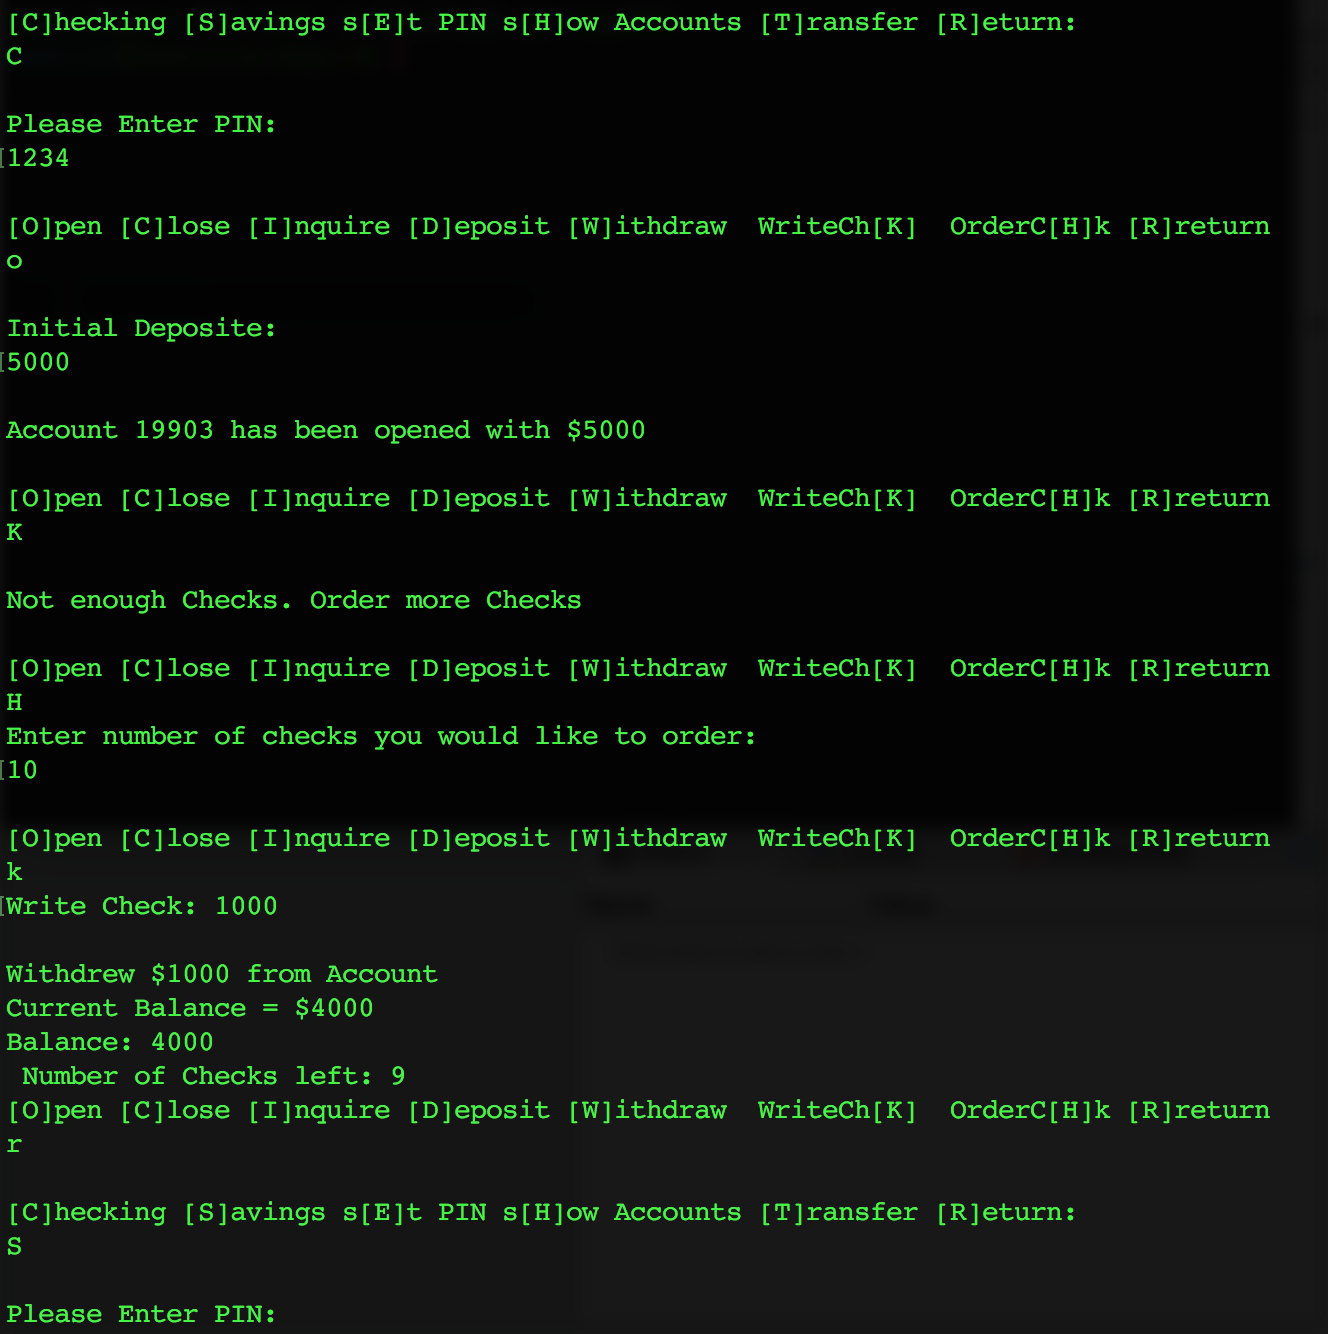 [C]hecking [S]avings s[E]t PIN s[H]ow Accounts [T]ransfer [R]eturn:
C
Please Enter PIN:
[1234
[O]pen [C]lose [I]nquire [D]eposit [W]ithdraw  WriteCh[K]  OrderC[H]k [R]return
o
Initial Deposite:
[5000
Account 19903 has been opened with $5000
[O]pen [C]lose [I]nquire [D]eposit [W]ithdraw  WriteCh[K]  OrderC[H]k [R]return
K
Not enough Checks. Order more Checks
[O]pen [C]lose [I]nquire [D]eposit [W]ithdraw  WriteCh[K]  OrderC[H]k [R]return
H
Enter number of checks you would like to order:
[10
[O]pen [C]lose [I]nquire [D]eposit [W]ithdraw  WriteCh[K]  OrderC[H]k [R]return
k
[Write Check: 1000
Withdrew $1000 from Account
Current Balance = $4000
Balance: 4000
 Number of Checks left: 9
[O]pen [C]lose [I]nquire [D]eposit [W]ithdraw  WriteCh[K]  OrderC[H]k [R]return
r
[C]hecking [S]avings s[E]t PIN s[H]ow Accounts [T]ransfer [R]eturn:
S
Please Enter PIN: